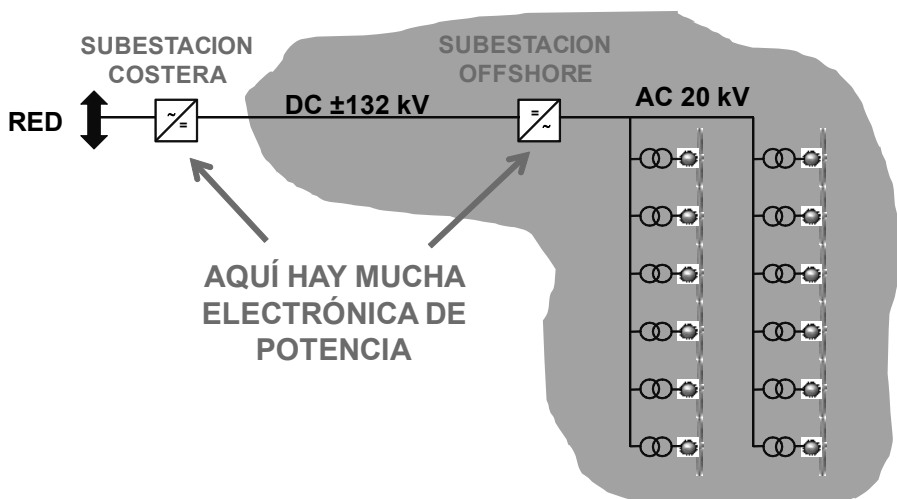 SUBESTACION
COSTERA
SUBESTACION
OFFSHORE
RED
DC ±132 kV
AC 20 kV
~
=
=
~
AQUÍ HAY MUCHA
ELECTRÓNICA DE
POTENCIA